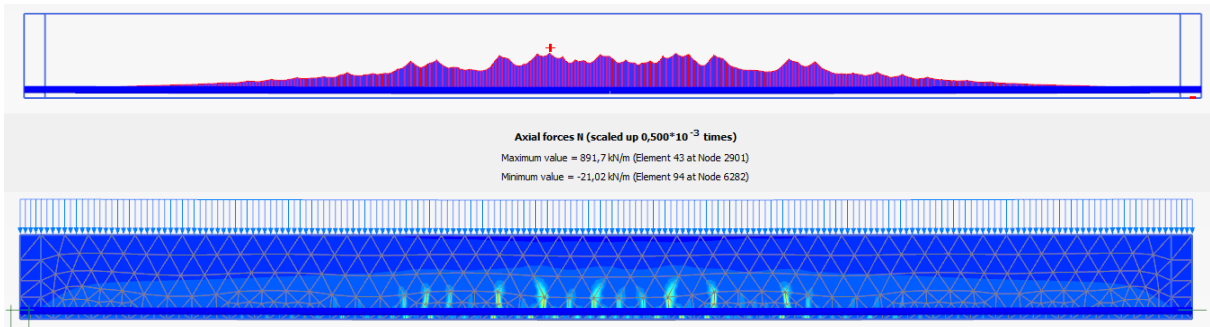 Axial forces N (scaled up 0,500*10 -3 times)
Maximum value = 891,7 kN/m (Element 43 at Node 2901)
Minimum value = -21,02 kN/m (Element 94 at Node 6282)